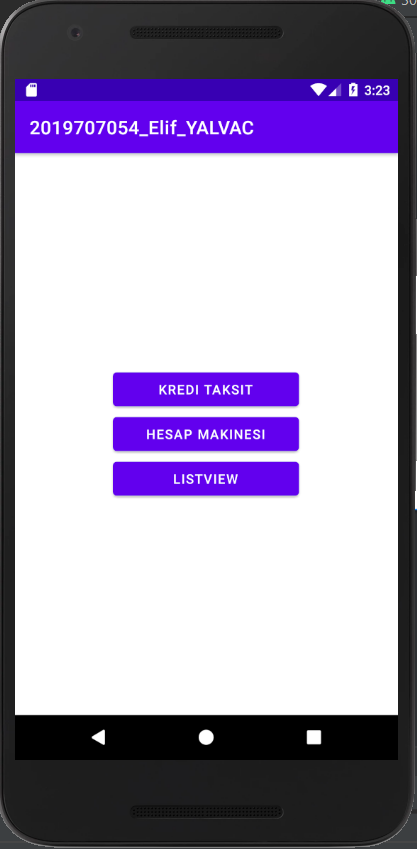 3:23
2019707054_Elif_YALVAC
KREDI TAKSIT
HESAP MAKINESI
LISTVIEW